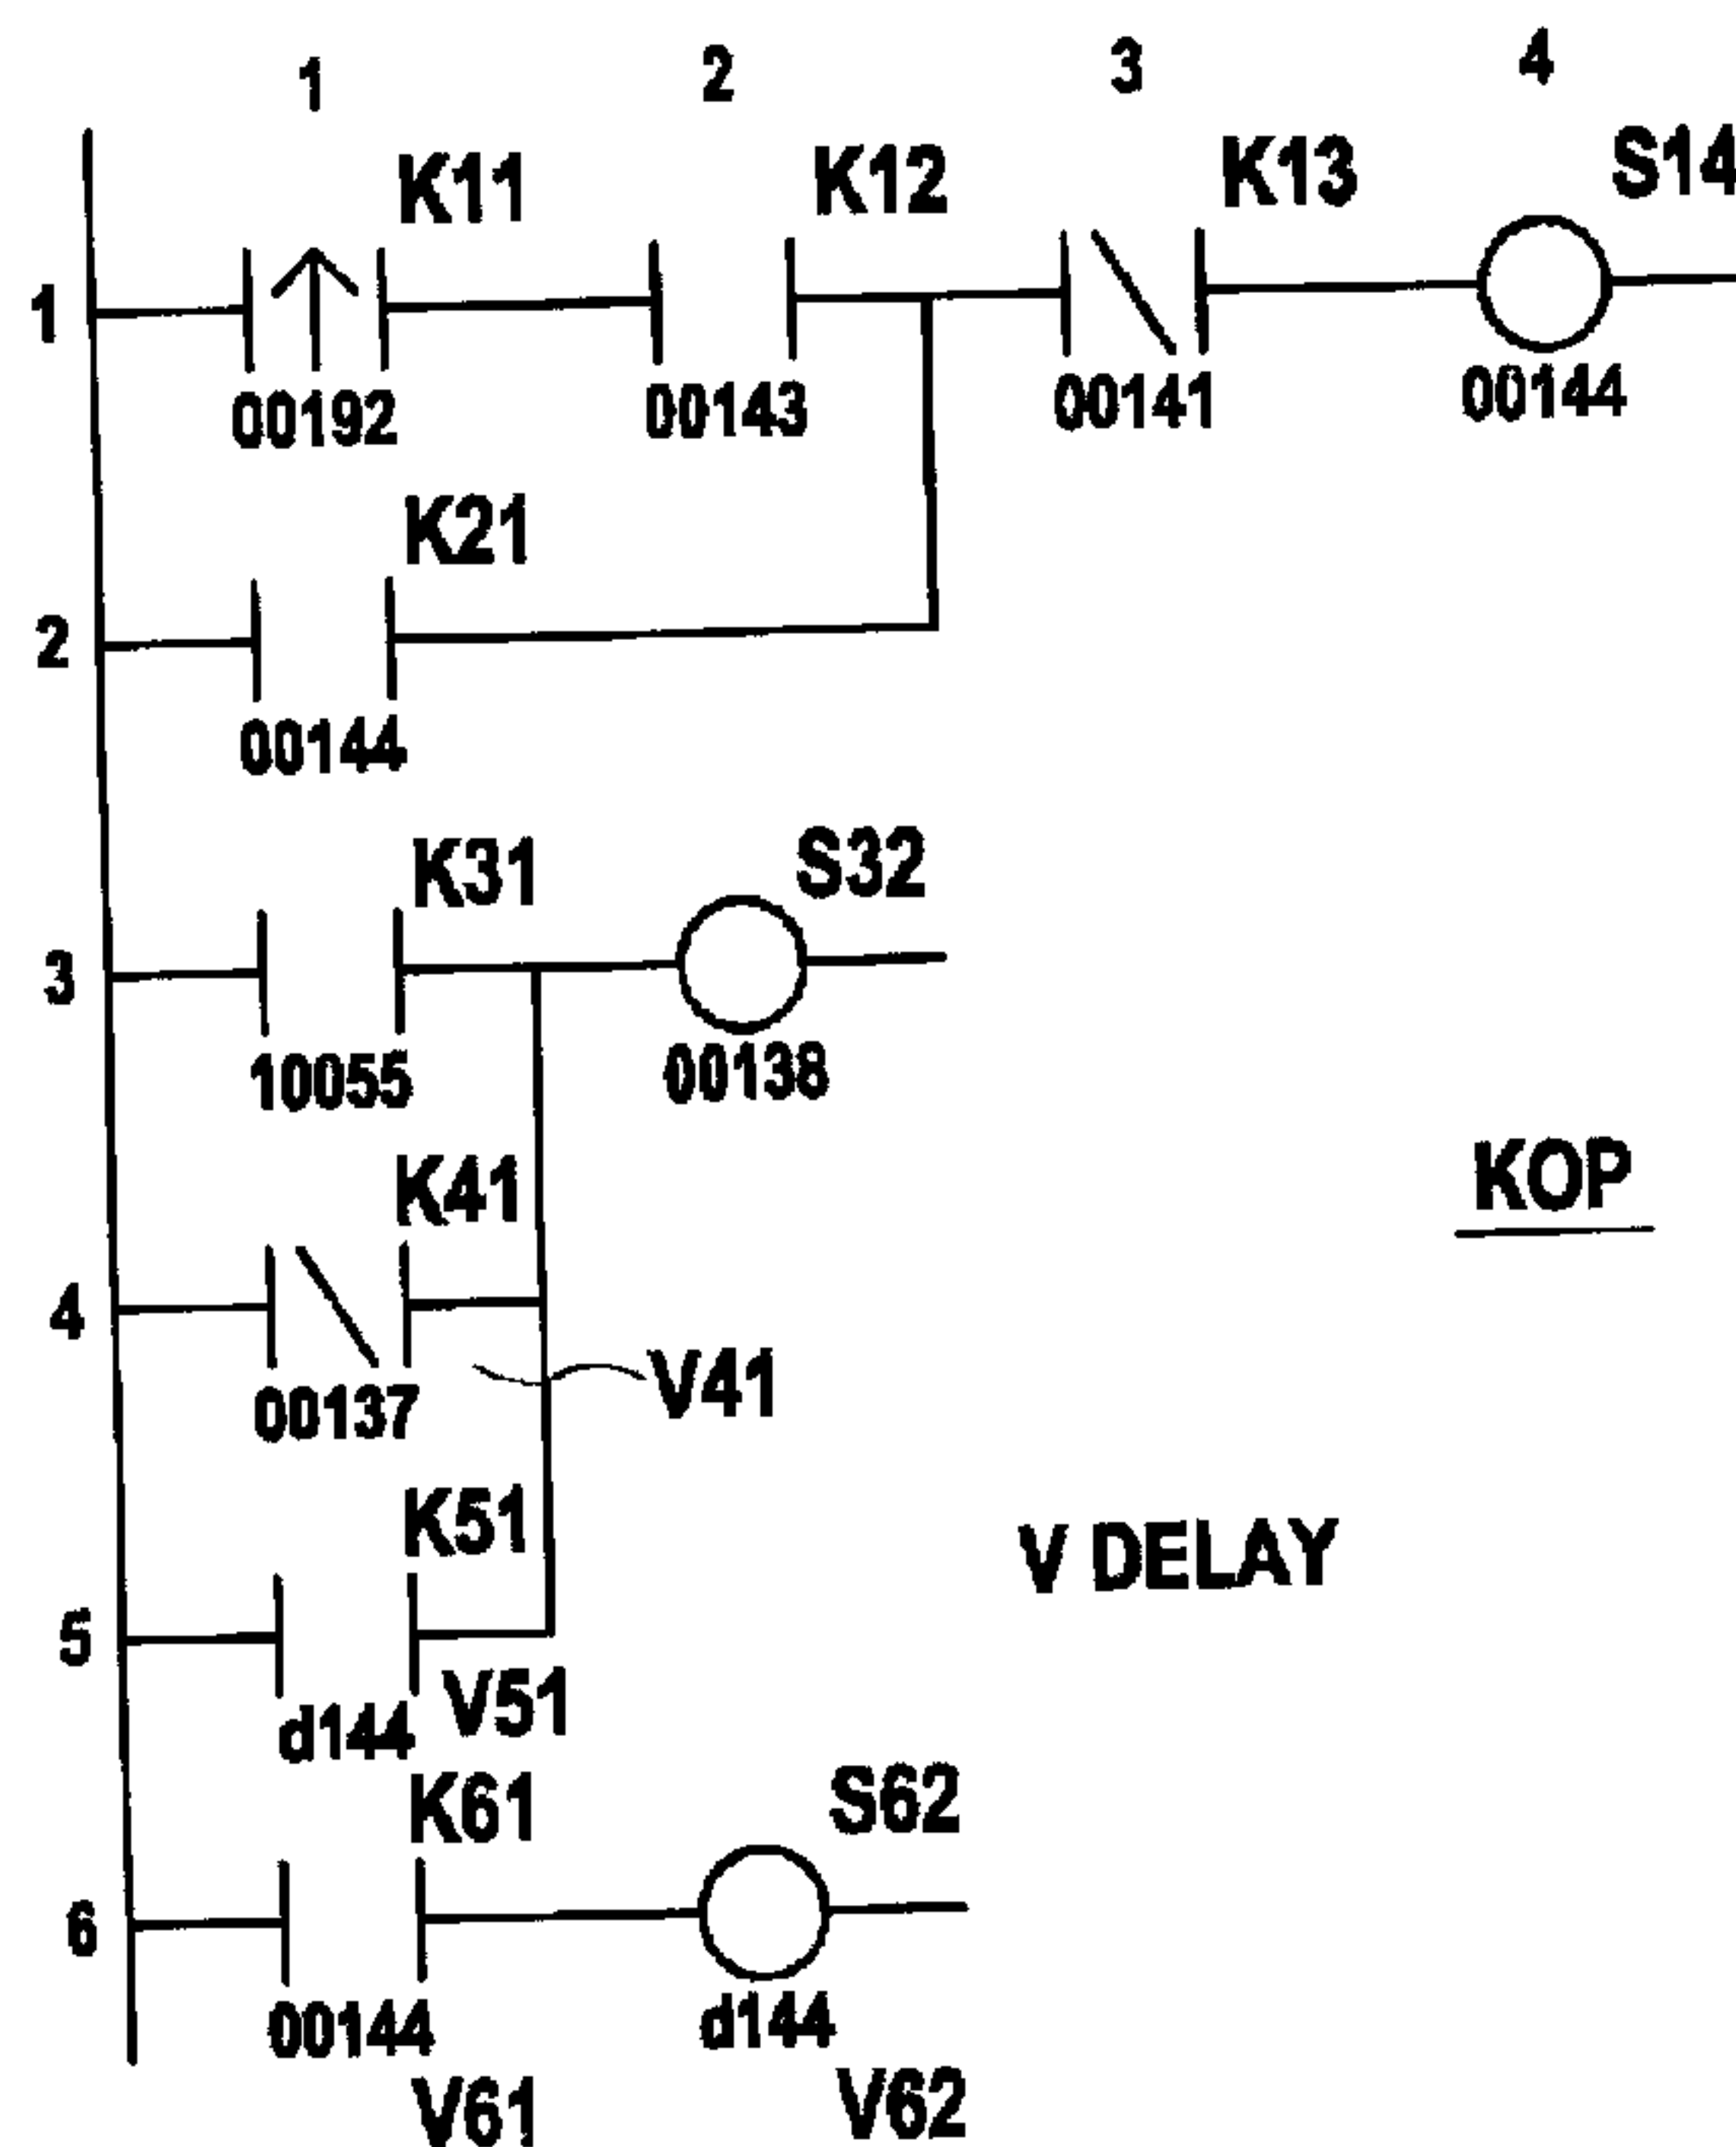 1 2 3 4
K11 K12 K13 S14
1
00192 00143 00141 00144
K21
2
00144
K31 S32
3
10055 00138
K41
KOP
4
00137 V41
K51
V DELAY
5
V51
d144
K61 S62
6
00144 d144
V61 V62